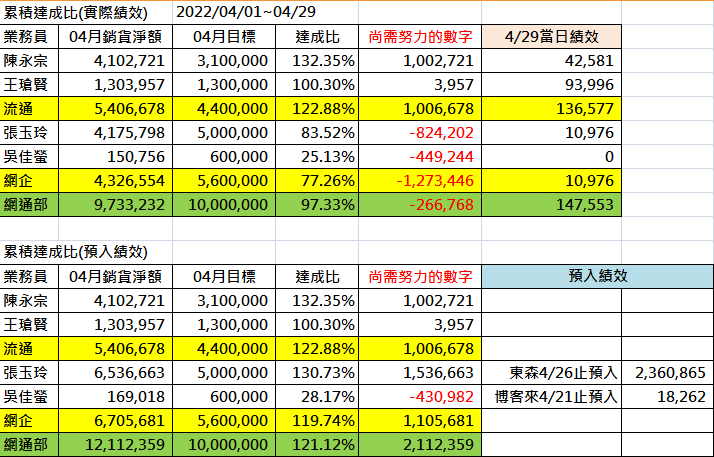 累積達成比(實際績效) 2022/04/01~04/29
業務員 04月銷貨淨額 04月目標 達成比 尚需努力的數字 4/29當日績效
陳永宗 4,102,721 3,100,000 132.35% 1,002,721 42,581
王瑲賢 1,303,957 1,300,000 100.30% 3,957 93,996
流通 5,406,678 4,400,000 122.88% 1,006,678 136,577
張玉玲 4,175,798 5,000,000 83.52% -824,202 10,976
吳佳螢 150,756 600,000 25.13% -449,244 0
網企 4,326,554 5,600,000 77.26% -1,273,446 10,976
網通部 9,733,232 10,000,000 97.33% -266,768 147,553
累積達成比(預入績效)
業務員 04月銷貨淨額 04月目標 達成比 尚需努力的數字 預入績效
陳永宗 4,102,721 3,100,000 132.35% 1,002,721
王瑲賢 1,303,957 1,300,000 100.30% 3,957
流通 5,406,678 4,400,000 122.88% 1,006,678
張玉玲 6,536,663 5,000,000 130.73% 1,536,663 東森4/26止預入 2,360,865
吳佳螢 169,018 600,000 28.17% -430,982 博客來4/21止預入 18,262
網企 6,705,681 5,600,000 119.74% 1,105,681
網通部 12,112,359 10,000,000 121.12% 2,112,359